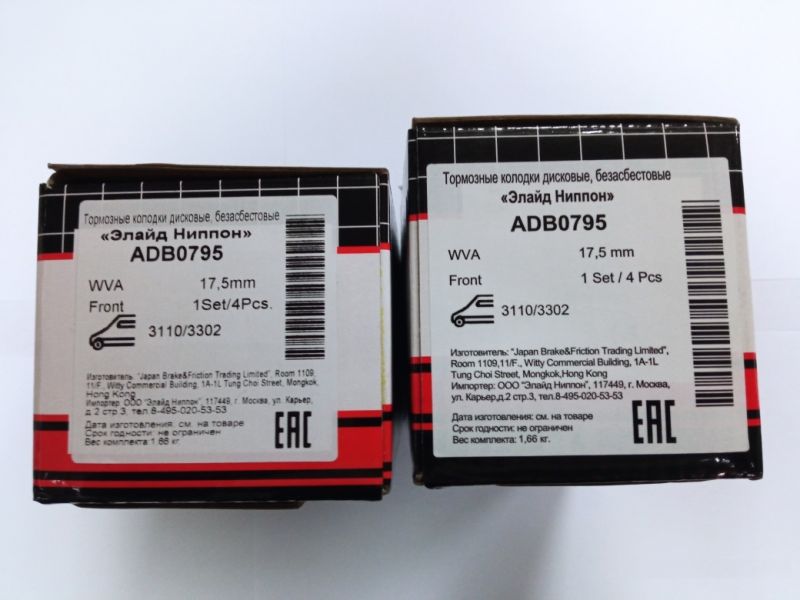 Тормозные колодки дисковые, безасбестовые
«Элайд Ниппон»
ADB0795
WVA 17,5mm
Front 1Set/4Pcs.
3110/3302
Изготовитель: "Japan Brake&Friction Trading Limited", Room 1109,
11/F., Witty Commercial Building, 1A-1L Tung Choi Street, Mongkok,
Hong Kong
Импортер: ООО "Элайд Ниппон", 117449, г. Москва, ул. Карьер,
д.2 стр.3, тел.8-495-020-53-53
Дата изготовления: см. на товаре
Срок годности: не ограничен
Вес комплекта:1,66 кг.
EAC
Тормозные колодки дисковые, безасбестовые
«Элайд Ниппон»
ADB0795
WVA 17,5 mm
Front 1 Set / 4 Pcs
3110/3302
Изготовитель: "Japan Brake&Friction Trading Limited",
Room 1109,11/F., Witty Commercial Building, 1A-1L
Tung Choi Street, Mongkok,Hong Kong
Импортер: ООО "Элайд Ниппон", 117449, г. Москва,
ул. Карьер,д.2 стр.3, тел.8-495-020-53-53
Дата изготовления: см. на товаре
Срок годности: не ограничен
Вес комплекта: 1,66 кг.
EAC